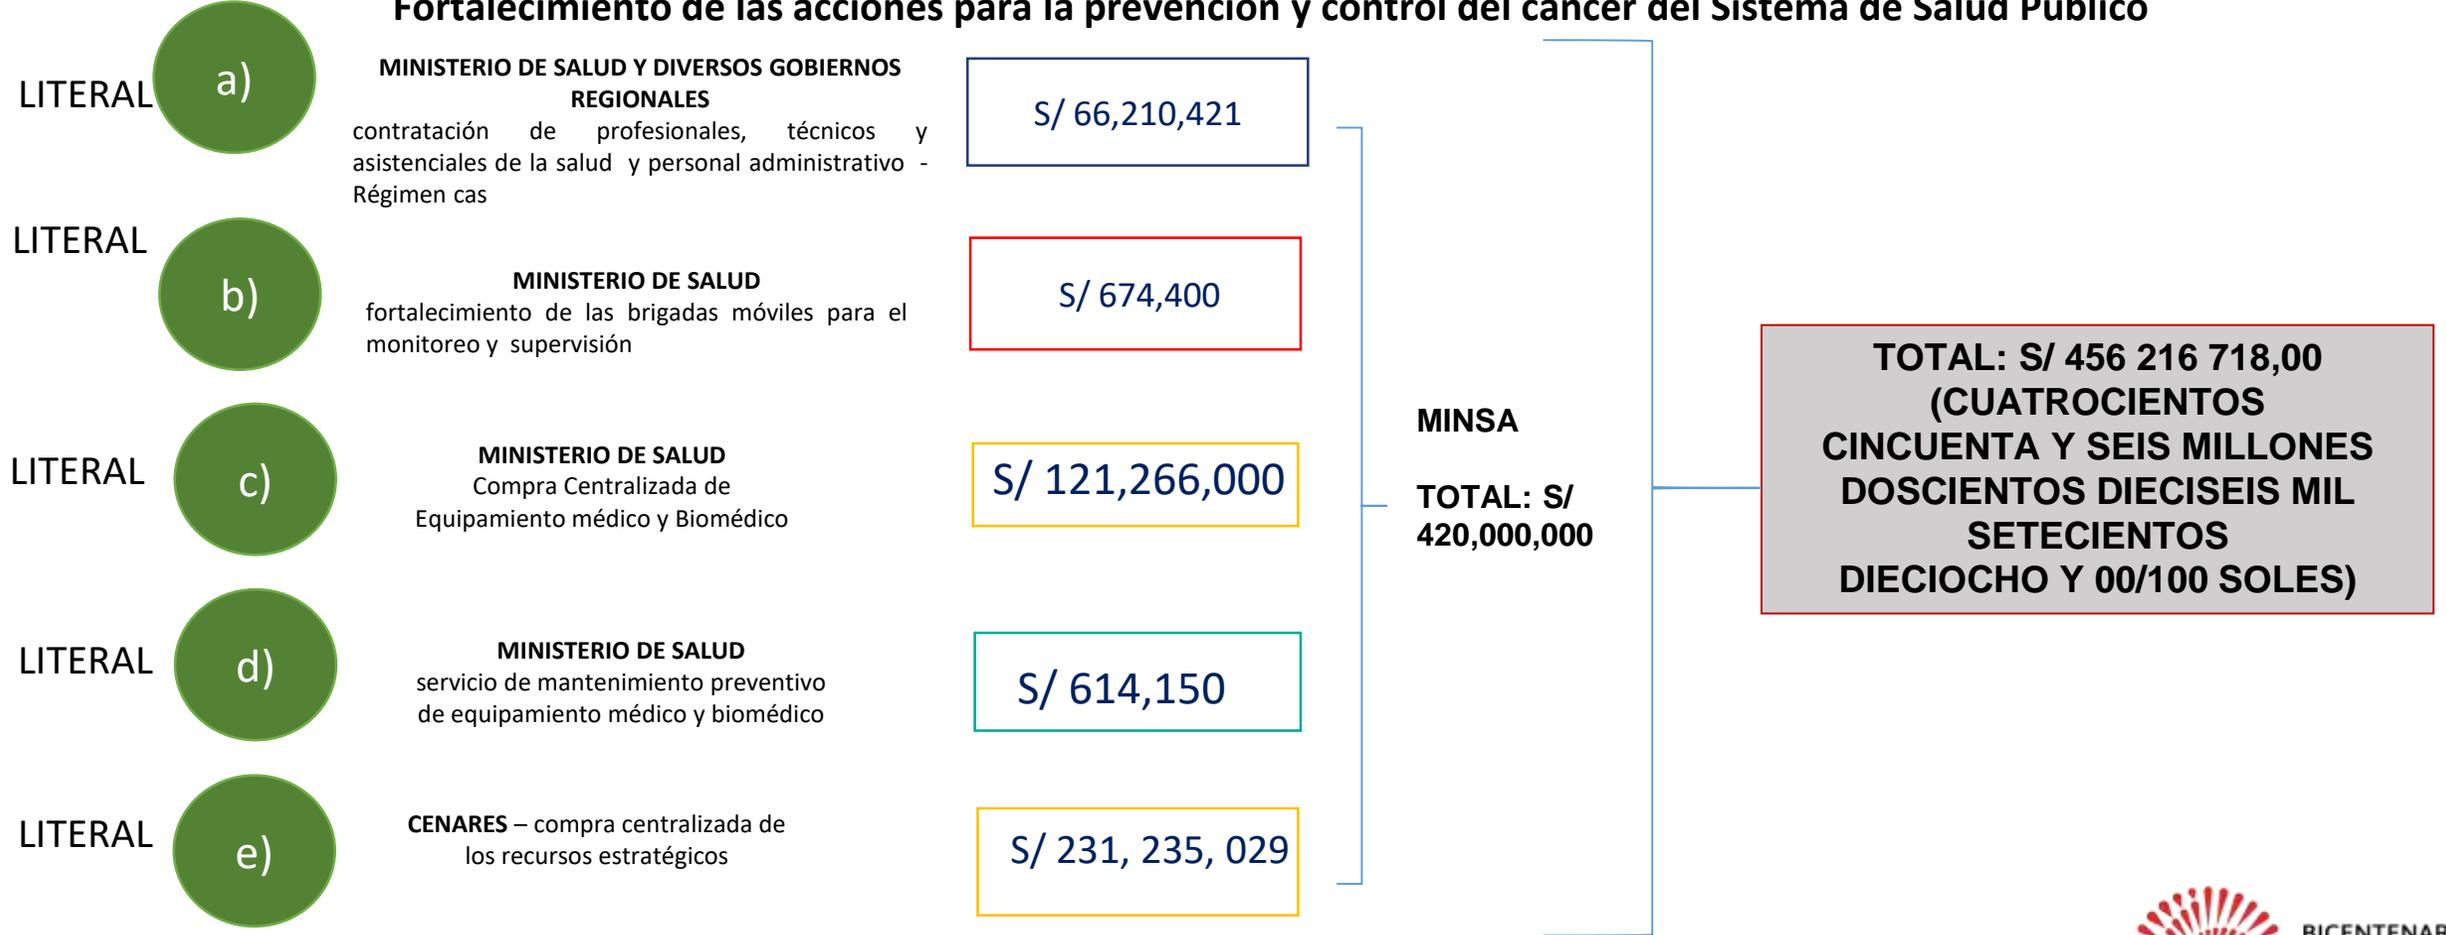 Fortalecimiento de las acciones para la prevención y control del cáncer del Sistema de Salud Público
LITERAL
a)
MINISTERIO DE SALUD Y DIVERSOS GOBIERNOS
REGIONALES
contratación de profesionales, técnicos y
asistenciales de la salud y personal administrativo -
Régimen cas
S/ 66,210,421
LITERAL
b)
MINISTERIO DE SALUD
fortalecimiento de las brigadas móviles para el
monitoreo y supervisión
S/ 674,400
LITERAL
c)
MINISTERIO DE SALUD
Compra Centralizada de
Equipamiento médico y Biomédico
S/ 121,266,000
LITERAL
d)
MINISTERIO DE SALUD
servicio de mantenimiento preventivo
de equipamiento médico y biomédico
S/ 614,150
LITERAL
e)
CENARES – compra centralizada de
los recursos estratégicos
S/ 231, 235, 029
MINSA
TOTAL: S/
420,000,000
TOTAL: S/ 456 216 718,00
(CUATROCIENTOS
CINCUENTA Y SEIS MILLONES
DOSCIENTOS DIECISEIS MIL
SETECIENTOS
DIECIOCHO Y 00/100 SOLES)
BICENTENAR